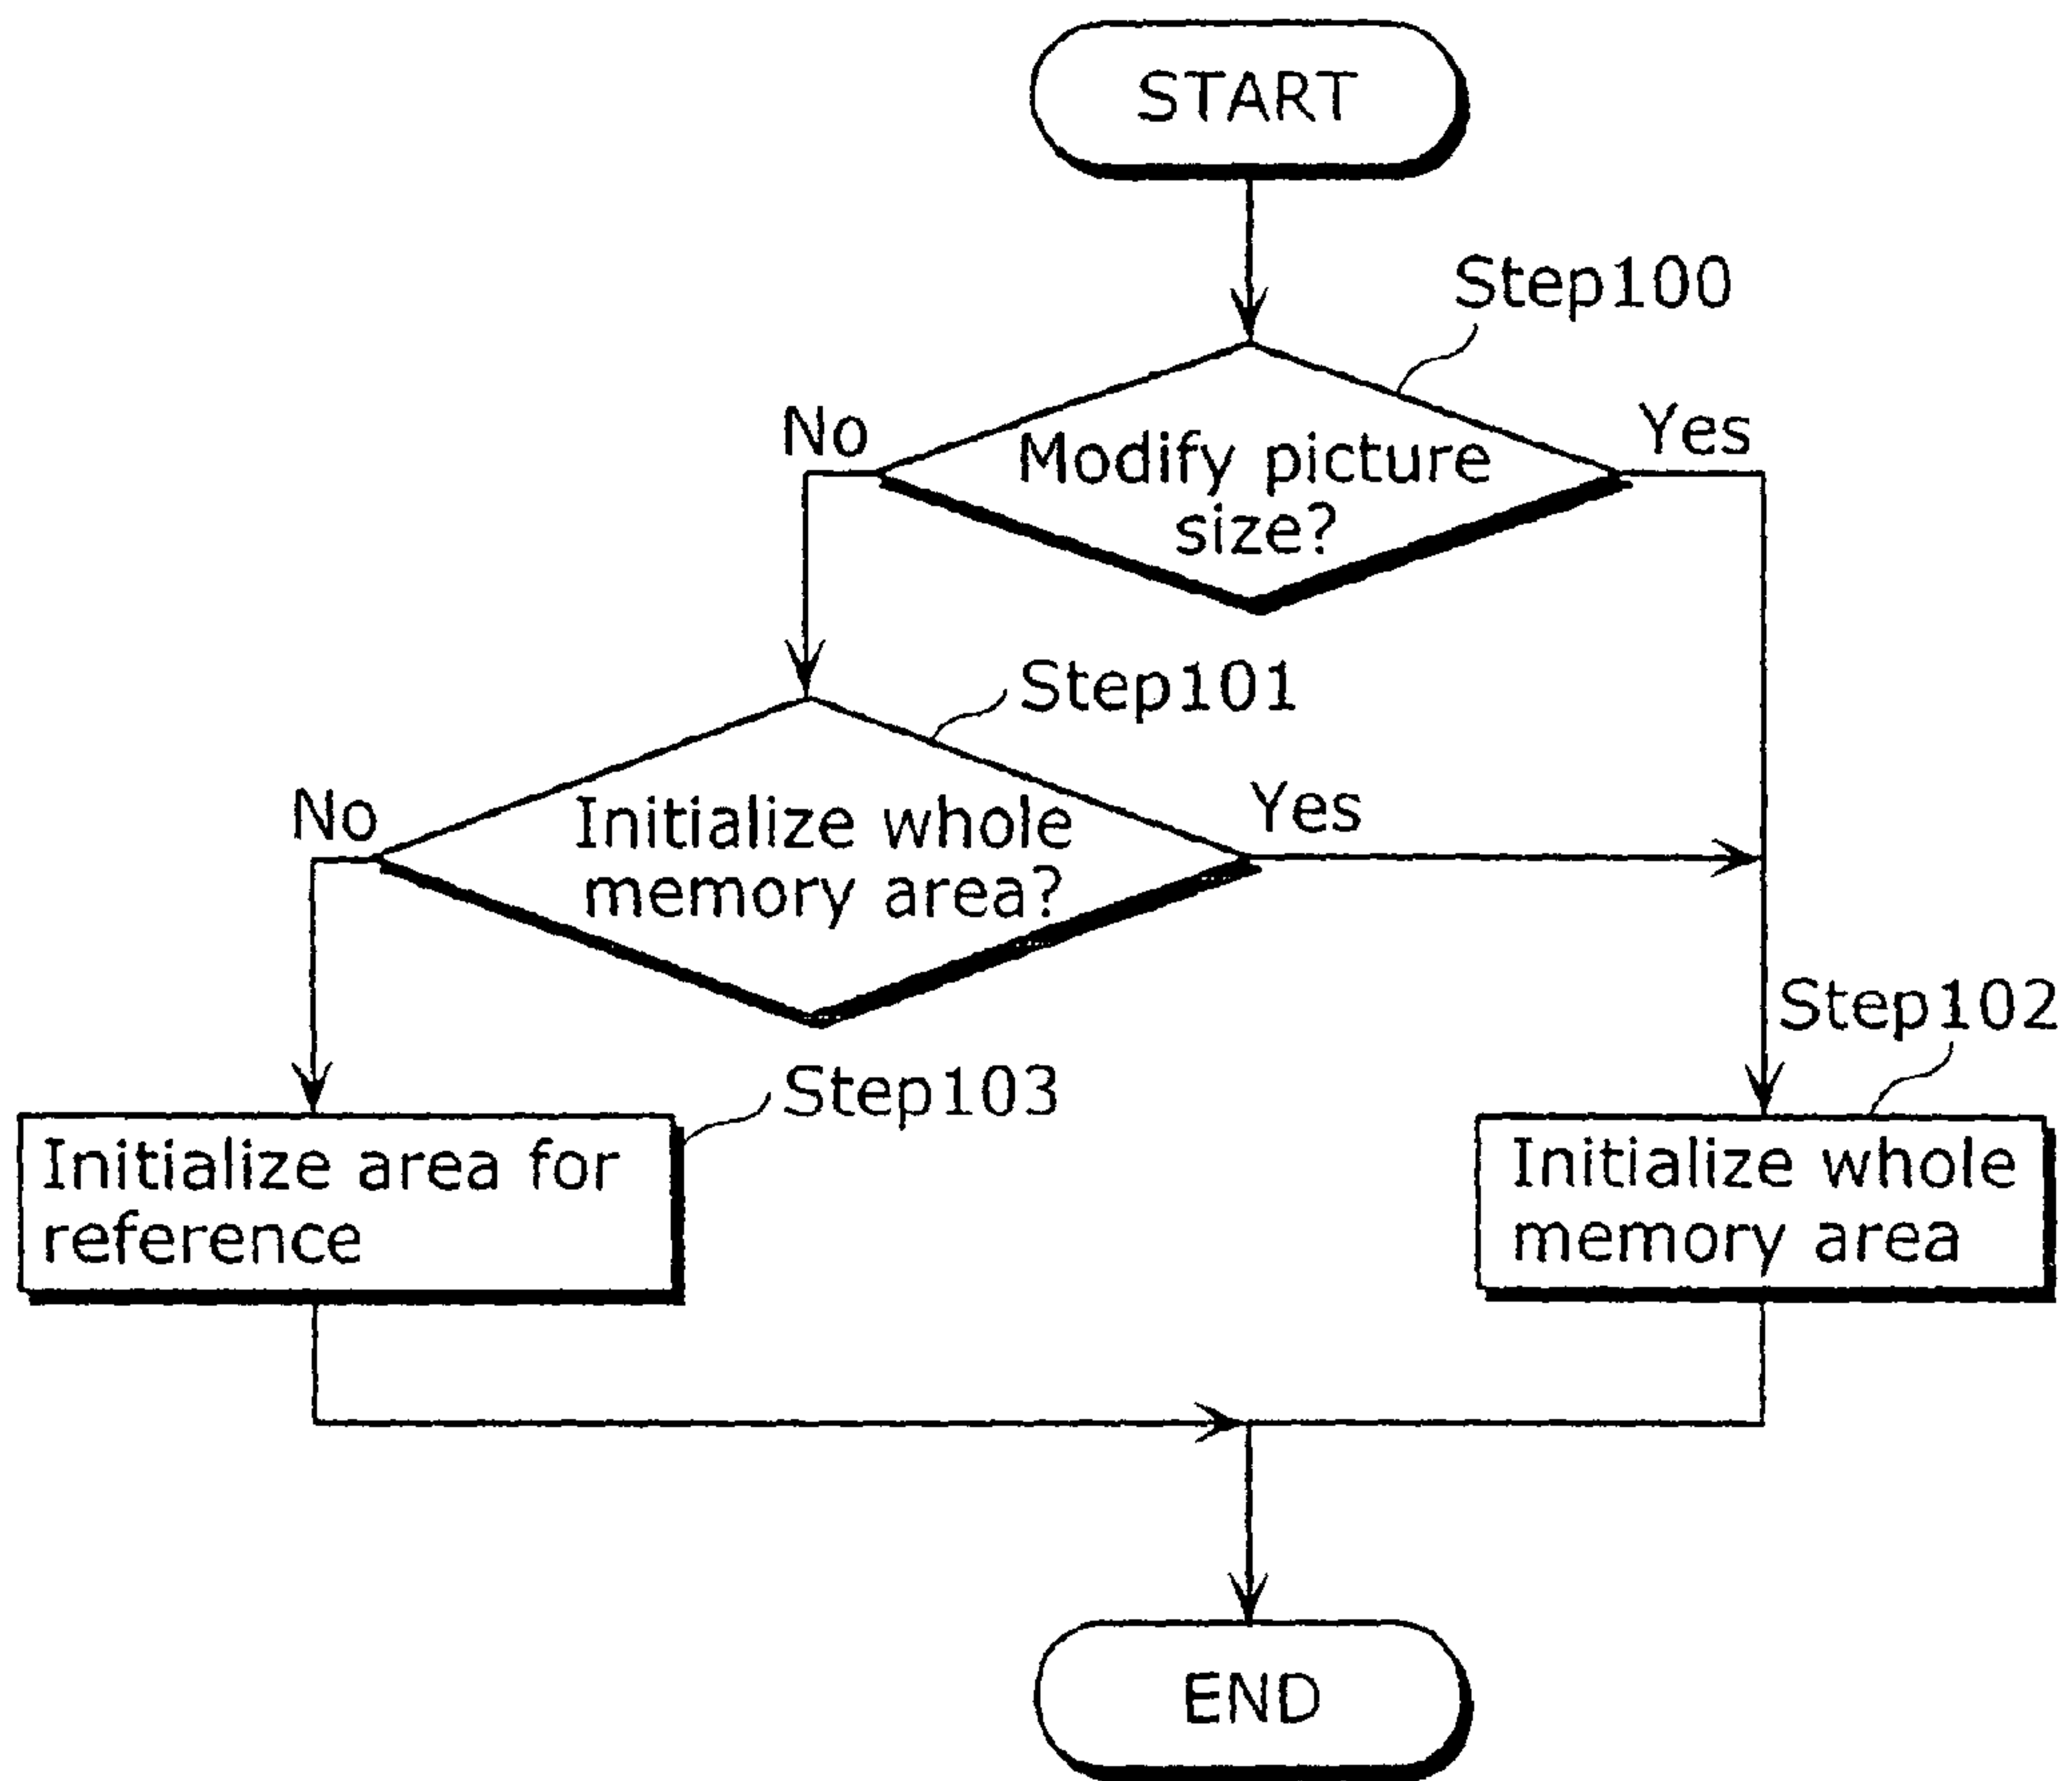 START
Step100
No
Yes
Modify picture
size?
Step101
No
Yes
Initialize whole
memory area?
Step102
Step103
Initialize area for
reference
Initialize whole
memory area
END